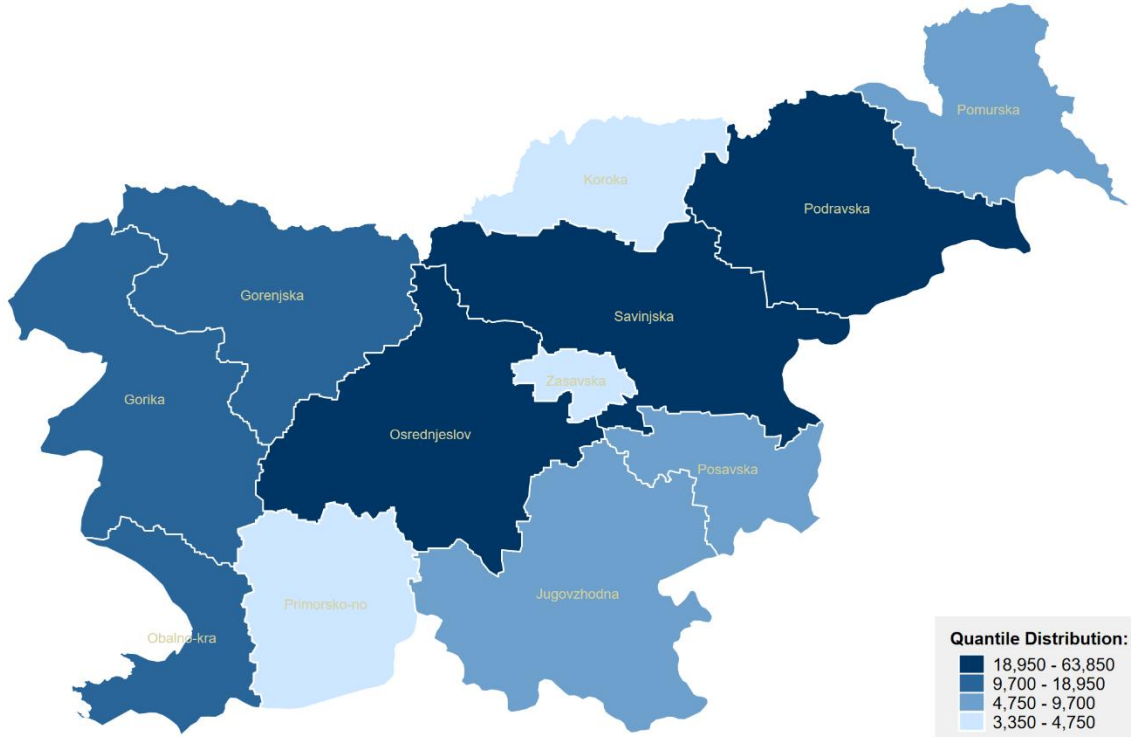 Pomurska
Koroka
Podravska
Gorenjska
Savinjska
Zasavska
Gorika
Osrednjeslov
Posavska
Jugovzhodna
Primorsko-no
Obalno-kra
Quantile Distribution:
18,950 - 63,850
9,700 - 18,950
4,750 - 9,700
3,350 - 4,750